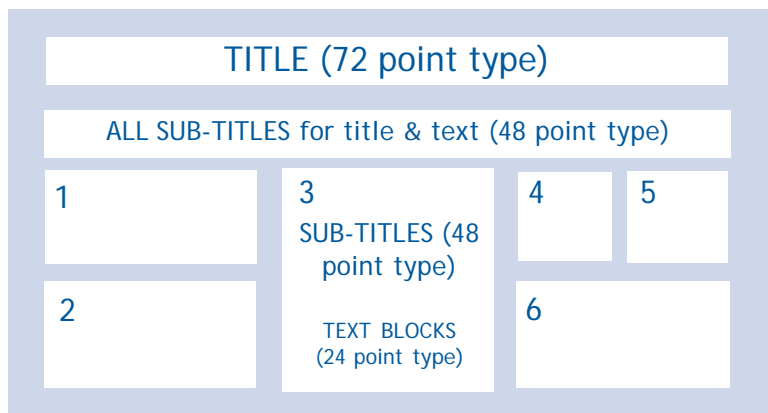 TITLE (72 point type)
ALL SUB-TITLES for title & text (48 point type)
1
2
3
SUB-TITLES (48
point type)
TEXT BLOCKS
(24 point type)
4
5
6